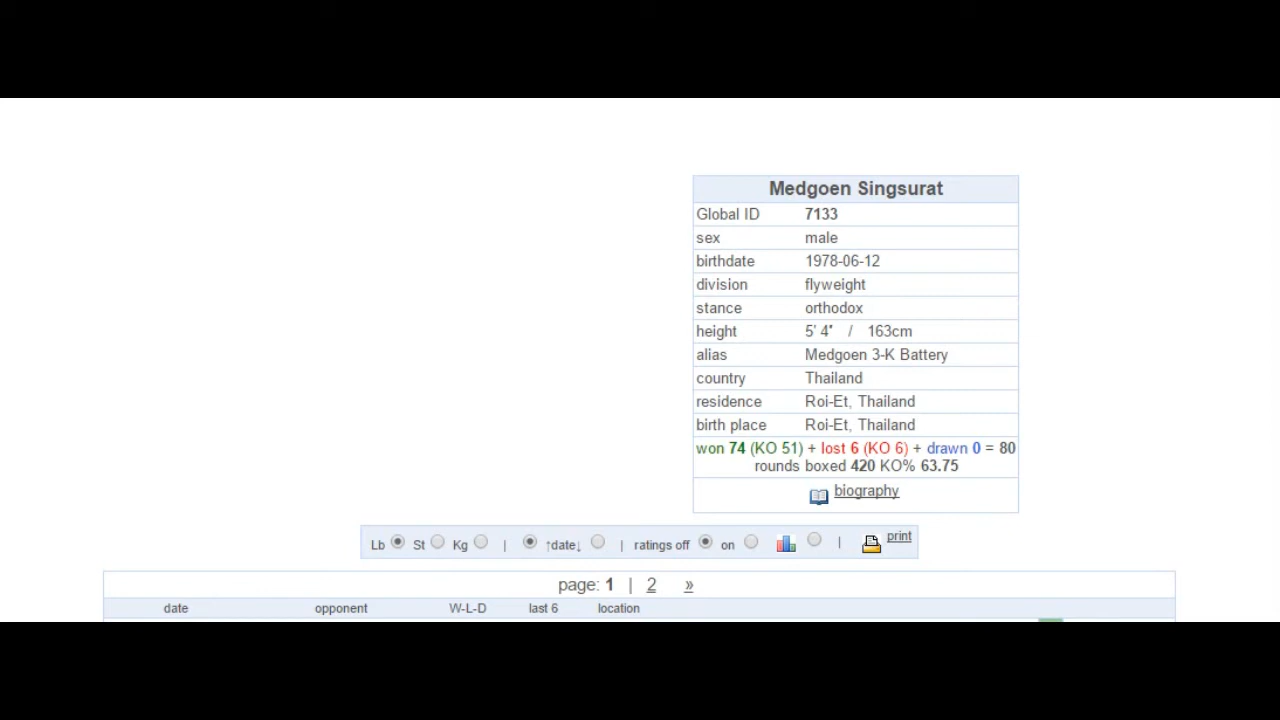 Medgoen Singsurat
Global ID 7133
sex male
birthdate 1978-06-12
division flyweight
stance orthodox
height 5' 4″ / 163cm
alias Medgoen 3-K Battery
country Thailand
residence Roi-Et, Thailand
birth place Roi-Et, Thailand
won 74 (KO 51) + lost 6 (KO 6) + drawn 0 = 80
rounds boxed 420 KO% 63.75
biography
Lb St Kg | ↑date↓ | ratings off on | print
page: 1 | 2 »
date opponent W-L-D last 6 location